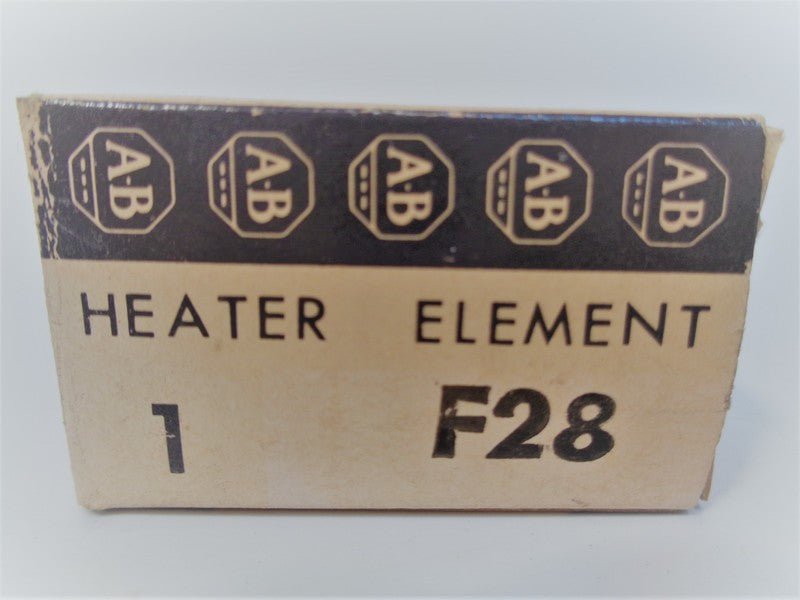 A-B A-B A-B A-B A-B
HEATER ELEMENT
1 F28